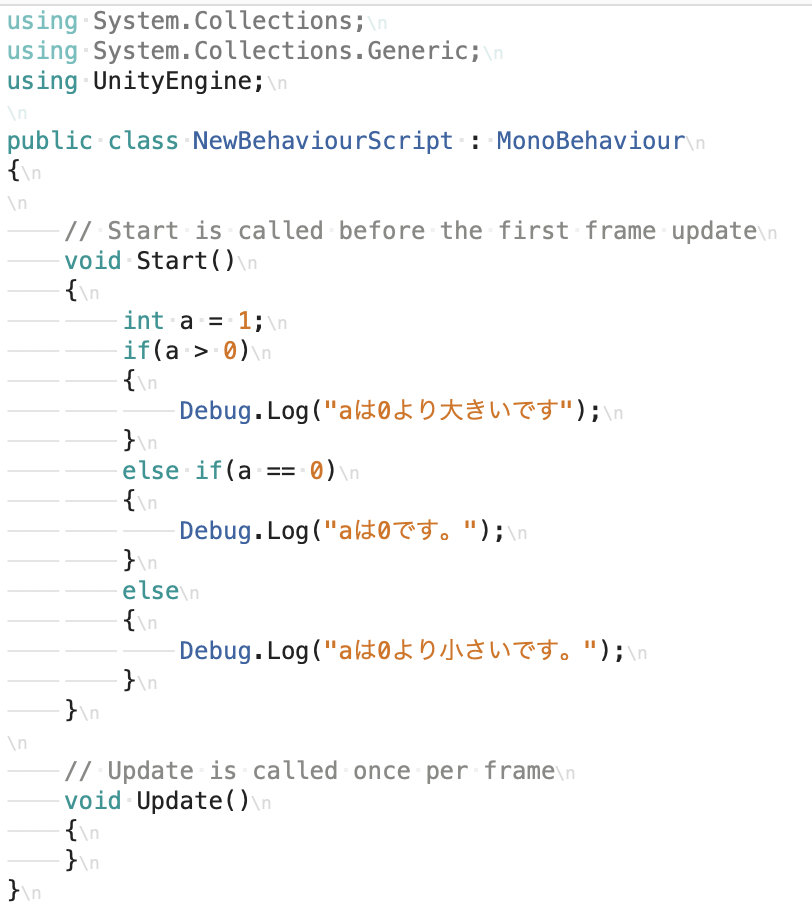 using System.Collections;\n
using System.Collections.Generic;\n
using UnityEngine;\n
\n
public class NewBehaviourScript : MonoBehaviour\n
{\n
\n
// Start is called before the first frame update\n
void Start()\n
{\n
int a = 1;\n
if(a > 0)\n
{\n
Debug.Log("aは0より大きいです");\n
}\n
else if(a == 0)\n
{\n
Debug.Log("aは0です。");\n
}\n
else\n
{\n
Debug.Log("aは0より小さいです。");\n
}\n
}\n
\n
// Update is called once per frame\n
void Update()\n
{\n
}\n
}\n